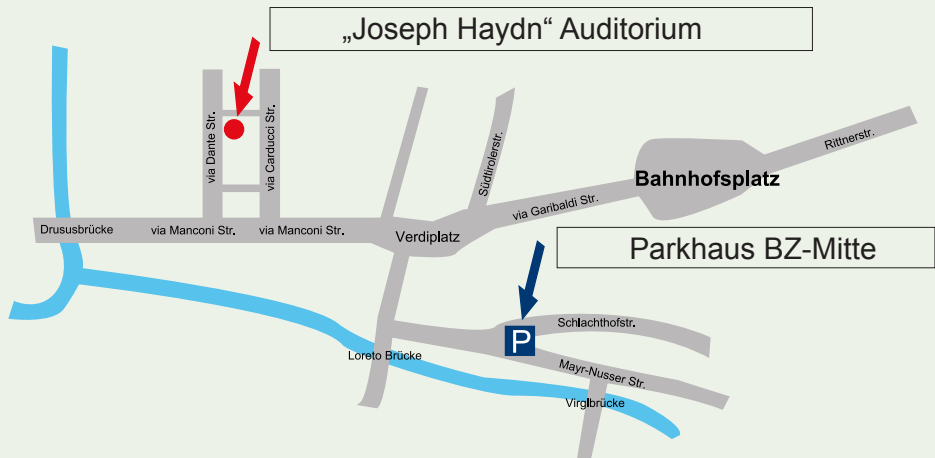 „Joseph Haydn“ Auditorium
via Dante Str.
via Carducci Str.
Südtirolerstr.
Rittnerstr.
Bahnhofsplatz
via Garibaldi Str.
Drususbrücke
via Manconi Str.
via Manconi Str.
Verdiplatz
Parkhaus BZ-Mitte
Schlachthofstr.
P
Loreto Brücke
Mayr-Nusser Str.
Virglbrücke